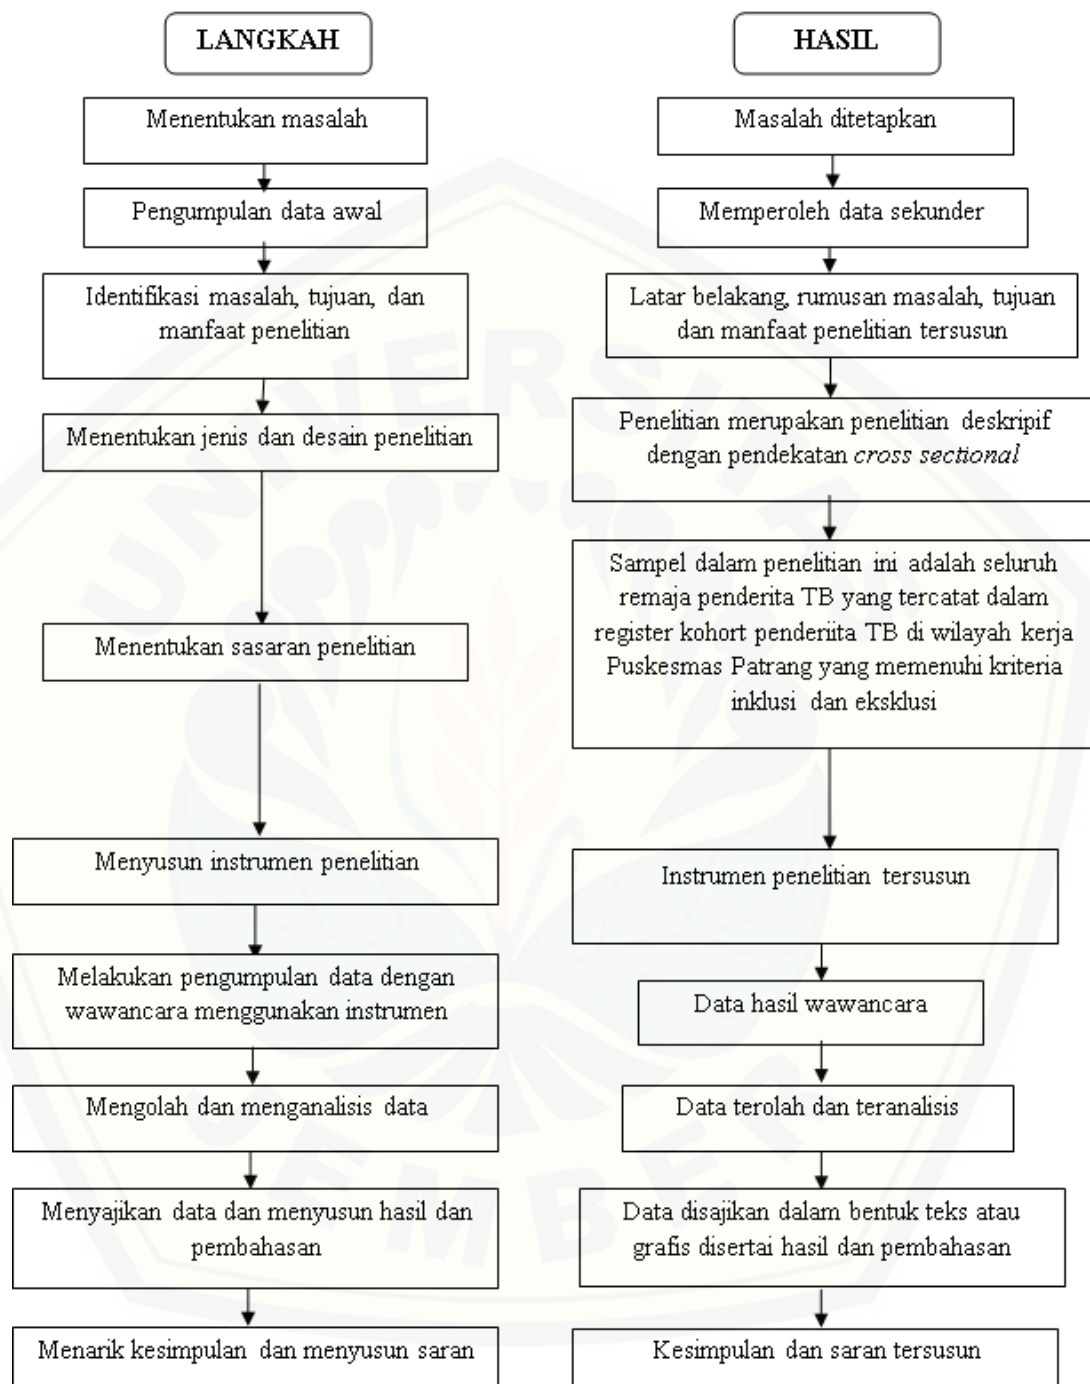 LANGKAH
Menentukan masalah
Pengumpulan data awal
Identifikasi masalah, tujuan, dan
manfaat penelitian
Menentukan jenis dan desain penelitian
Menentukan sasaran penelitian
Menyusun instrumen penelitian
Melakukan pengumpulan data dengan
wawancara menggunakan instrumen
Mengolah dan menganalisis data
Menyajikan data dan menyusun hasil dan
pembahasan
Menarik kesimpulan dan menyusun saran
HASIL
Masalah ditetapkan
Memperoleh data sekunder
Latar belakang, rumusan masalah, tujuan
dan manfaat penelitian tersusun
Penelitian merupakan penelitian deskripif
dengan pendekatan cross sectional
Sampel dalam penelitian ini adalah seluruh
remaja penderita TB yang tercatat dalam
register kohort penderiita TB di wilayah kerja
Puskesmas Patrang yang memenuhi kriteria
inklusi dan eksklusi
Instrumen penelitian tersusun
Data hasil wawancara
Data terolah dan teranalisis
Data disajikan dalam bentuk teks atau
grafis disertai hasil dan pembahasan
Kesimpulan dan saran tersusun
UNIVERSITAS
JEMBER